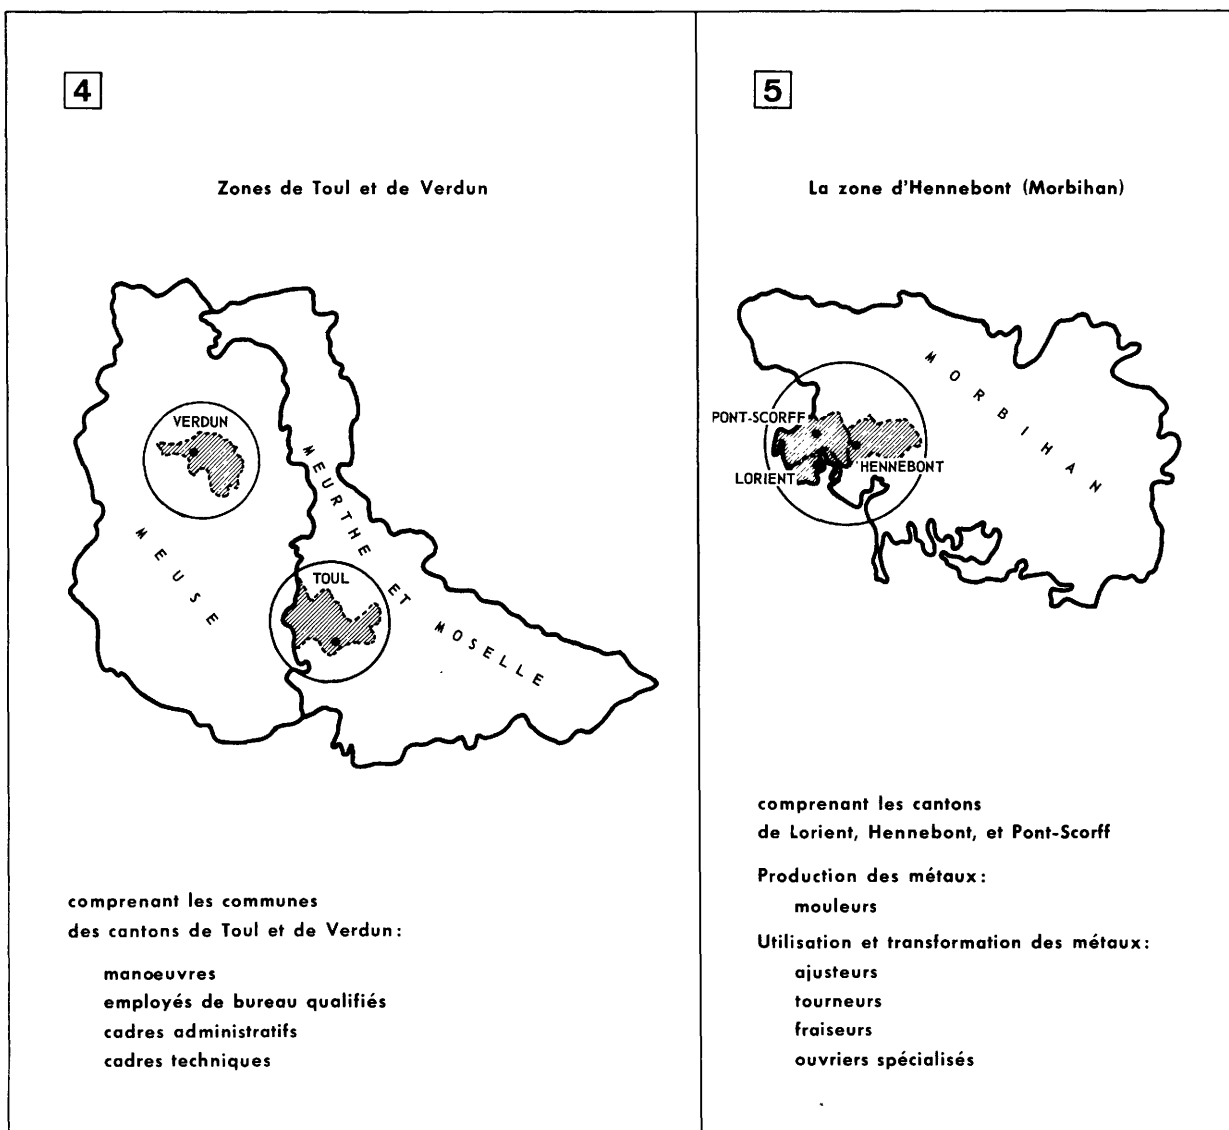 4
Zones de Toul et de Verdun
VERDUN
MEUSE
MEURTHE ET MOSELLE
TOUL
comprenant les communes
des cantons de Toul et de Verdun :
manœuvres
employés de bureau qualifiés
cadres administratifs
cadres techniques
5
La zone d'Hennebont (Morbihan)
MORBIHAN
PONT-SCORFF
HENNEBONT
LORIENT
comprenant les cantons
de Lorient, Hennebont, et Pont-Scorff
Production des métaux :
mouleurs
Utilisation et transformation des métaux :
ajusteurs
tourneurs
fraiseurs
ouvriers spécialisés